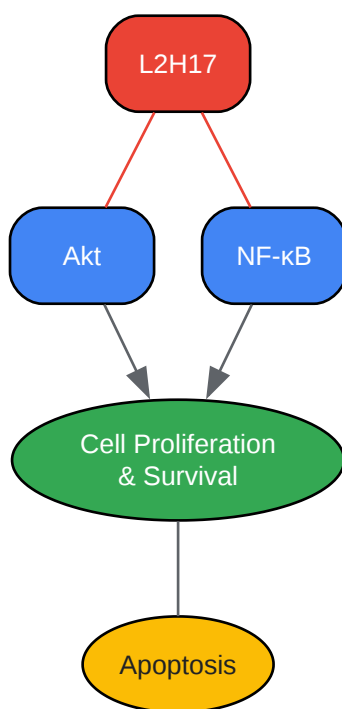 L2H17
Akt
NF-κB
Cell Proliferation
& Survival
Apoptosis